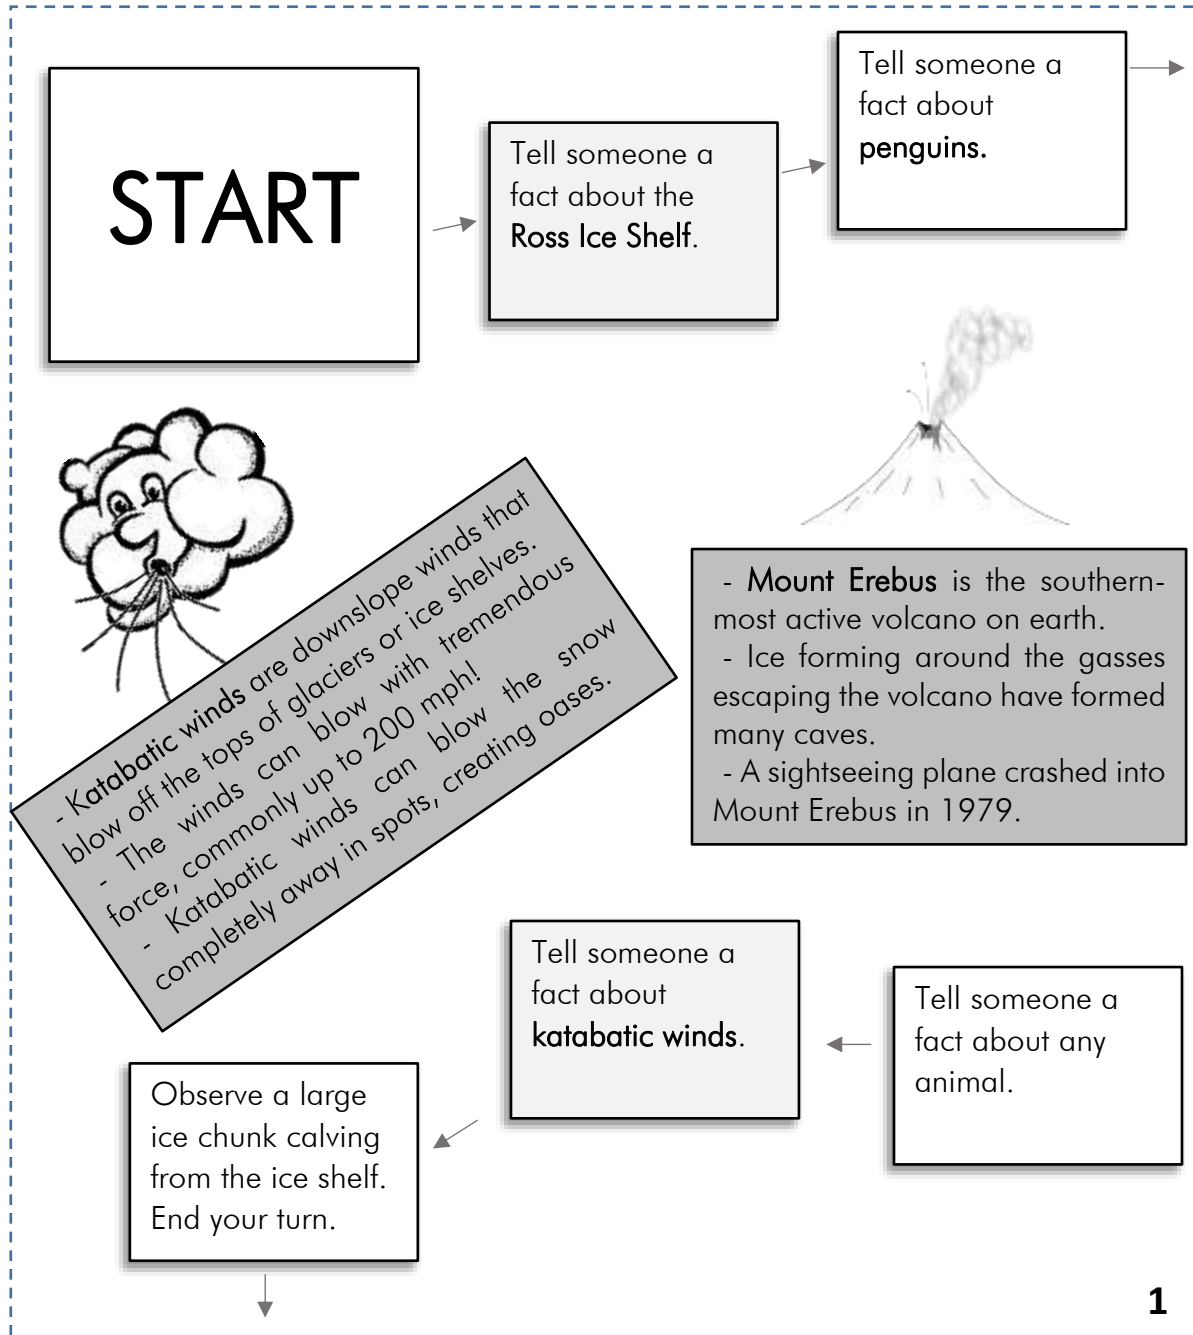 START
Tell someone a
fact about the
Ross Ice Shelf.
Tell someone a
fact about
penguins.
- Katabatic winds are downslope winds that
blow off the tops of glaciers or ice shelves.
- The winds can blow with tremendous
force, commonly up to 200 mph!
- Katabatic winds can blow the snow
completely away in spots, creating oases.
- Mount Erebus is the southern-
most active volcano on earth.
- Ice forming around the gasses
escaping the volcano have formed
many caves.
- A sightseeing plane crashed into
Mount Erebus in 1979.
Tell someone a
fact about any
animal.
Tell someone a
fact about
katabatic winds.
Observe a large
ice chunk calving
from the ice shelf.
End your turn.
1